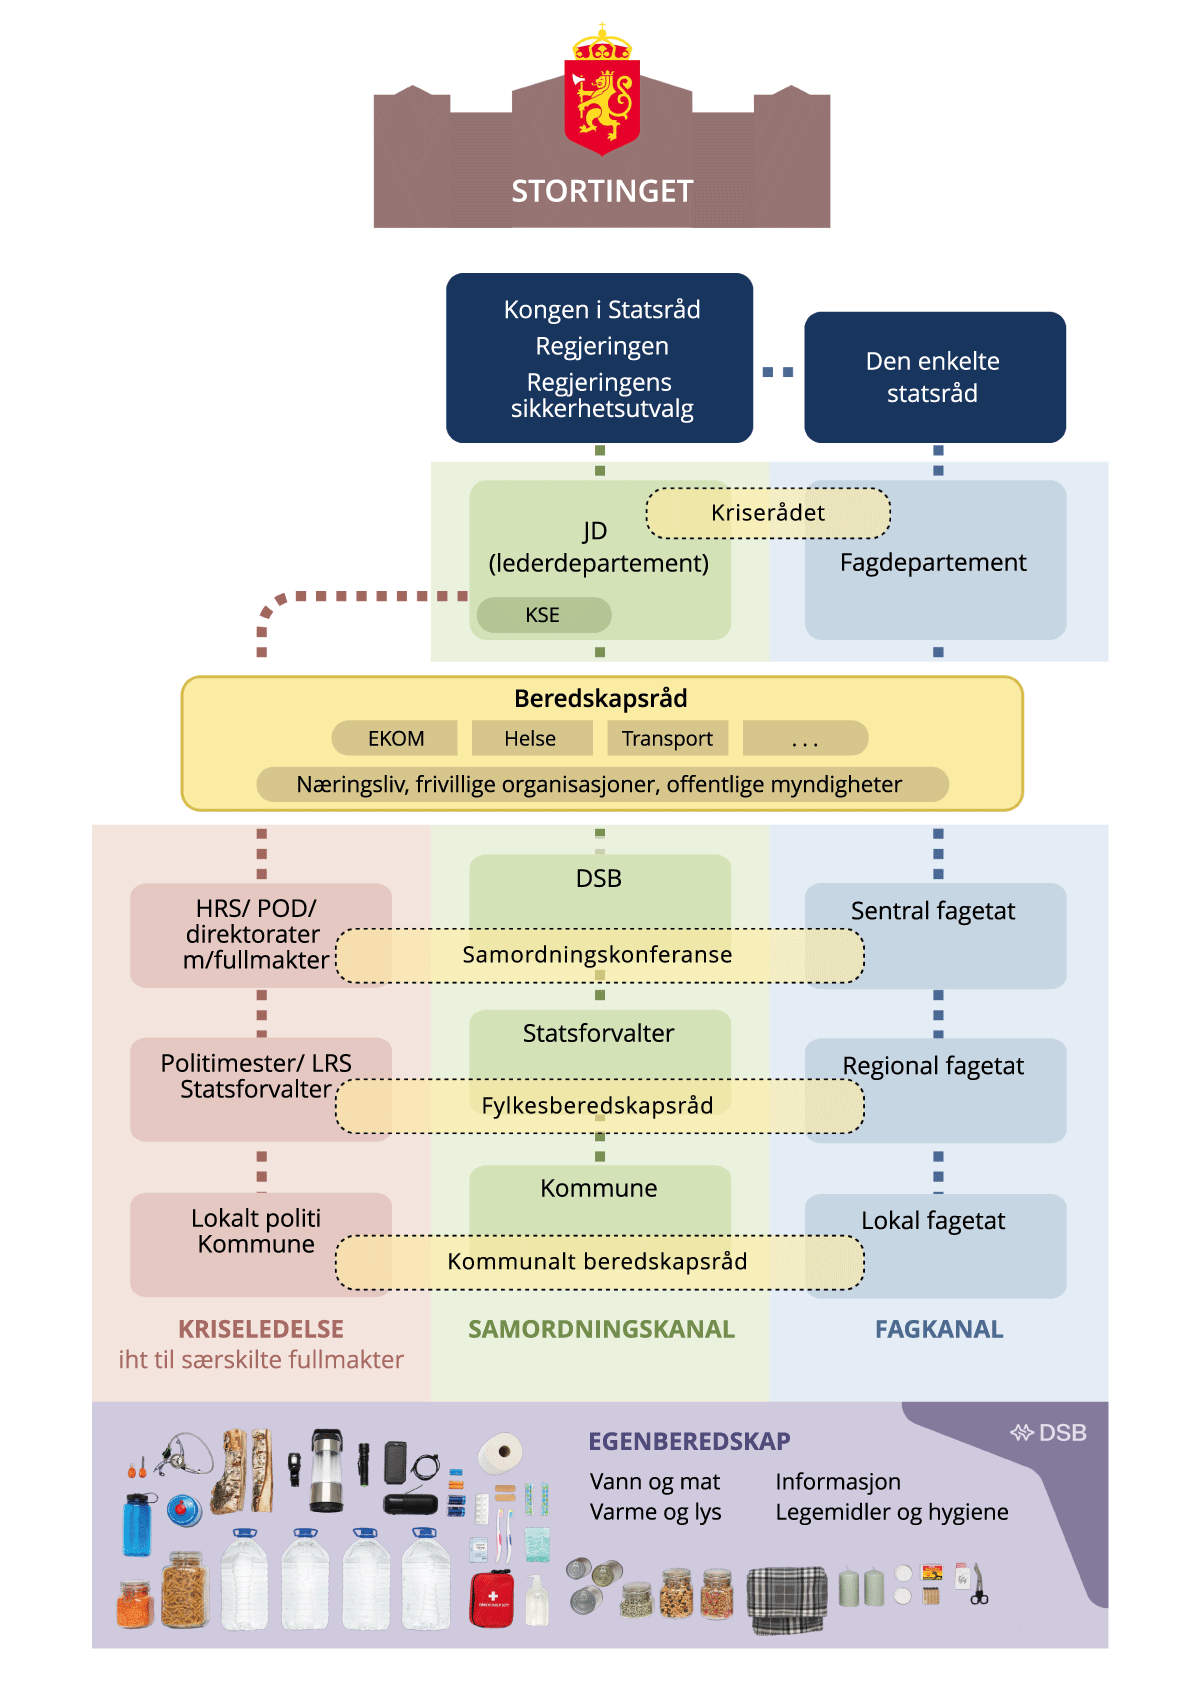 STORTINGET
Kongen i Statsråd
Regjeringen
Regjeringens
sikkerhetsutvalg
Den enkelte
statsråd
Kriserådet
JD
(lederdepartement)
Fagdepartement
KSE
Beredskapsråd
EKOM
Helse
Transport
...
Næringsliv, frivillige organisasjoner, offentlige myndigheter
DSB
HRS/ POD/
direktorater
m/fullmakter
Sentral fagetat
Samordningskonferanse
Statsforvalter
Politimester/ LRS
Statsforvalter
Regional fagetat
Fylkesberedskapsråd
Kommune
Lokalt politi
Kommune
Lokal fagetat
Kommunalt beredskapsråd
KRISELEDELSE
iht til særskilte fullmakter
SAMORDNINGSKANAL
FAGKANAL
DSB
EGENBEREDSKAP
Vann og mat
Informasjon
Varme og lys
Legemidler og hygiene